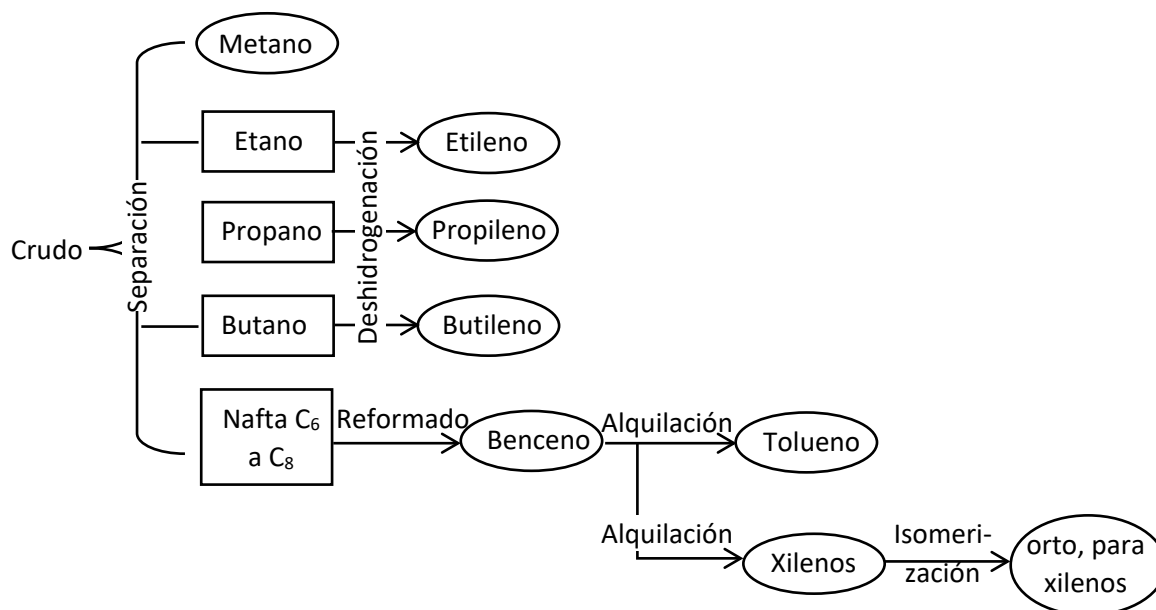 Metano
Etano
Etileno
Propano
Propileno
Crudo
Separación
Deshidrogenación
Butano
Butileno
Nafta C₆
a C₈
Reformado
Benceno
Alquilación
Tolueno
Alquilación
Xilenos
Isomeri-
zación
orto, para
xilenos